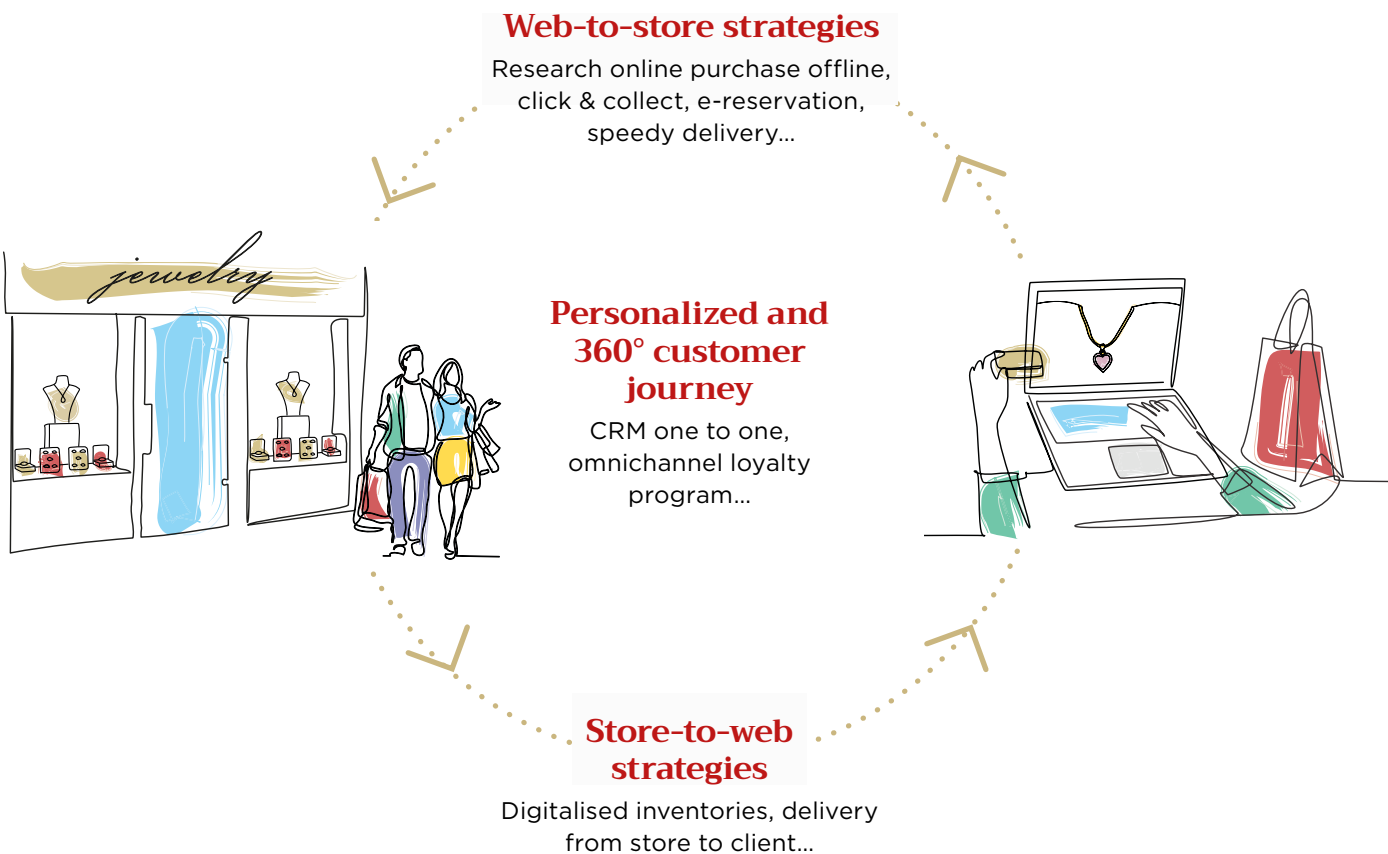 Web-to-store strategies
Research online purchase offline,
click & collect, e-reservation,
speedy delivery...
jewelry
Personalized and
360° customer
journey
CRM one to one,
omnichannel loyalty
program...
Store-to-web
strategies
Digitalised inventories, delivery
from store to client...